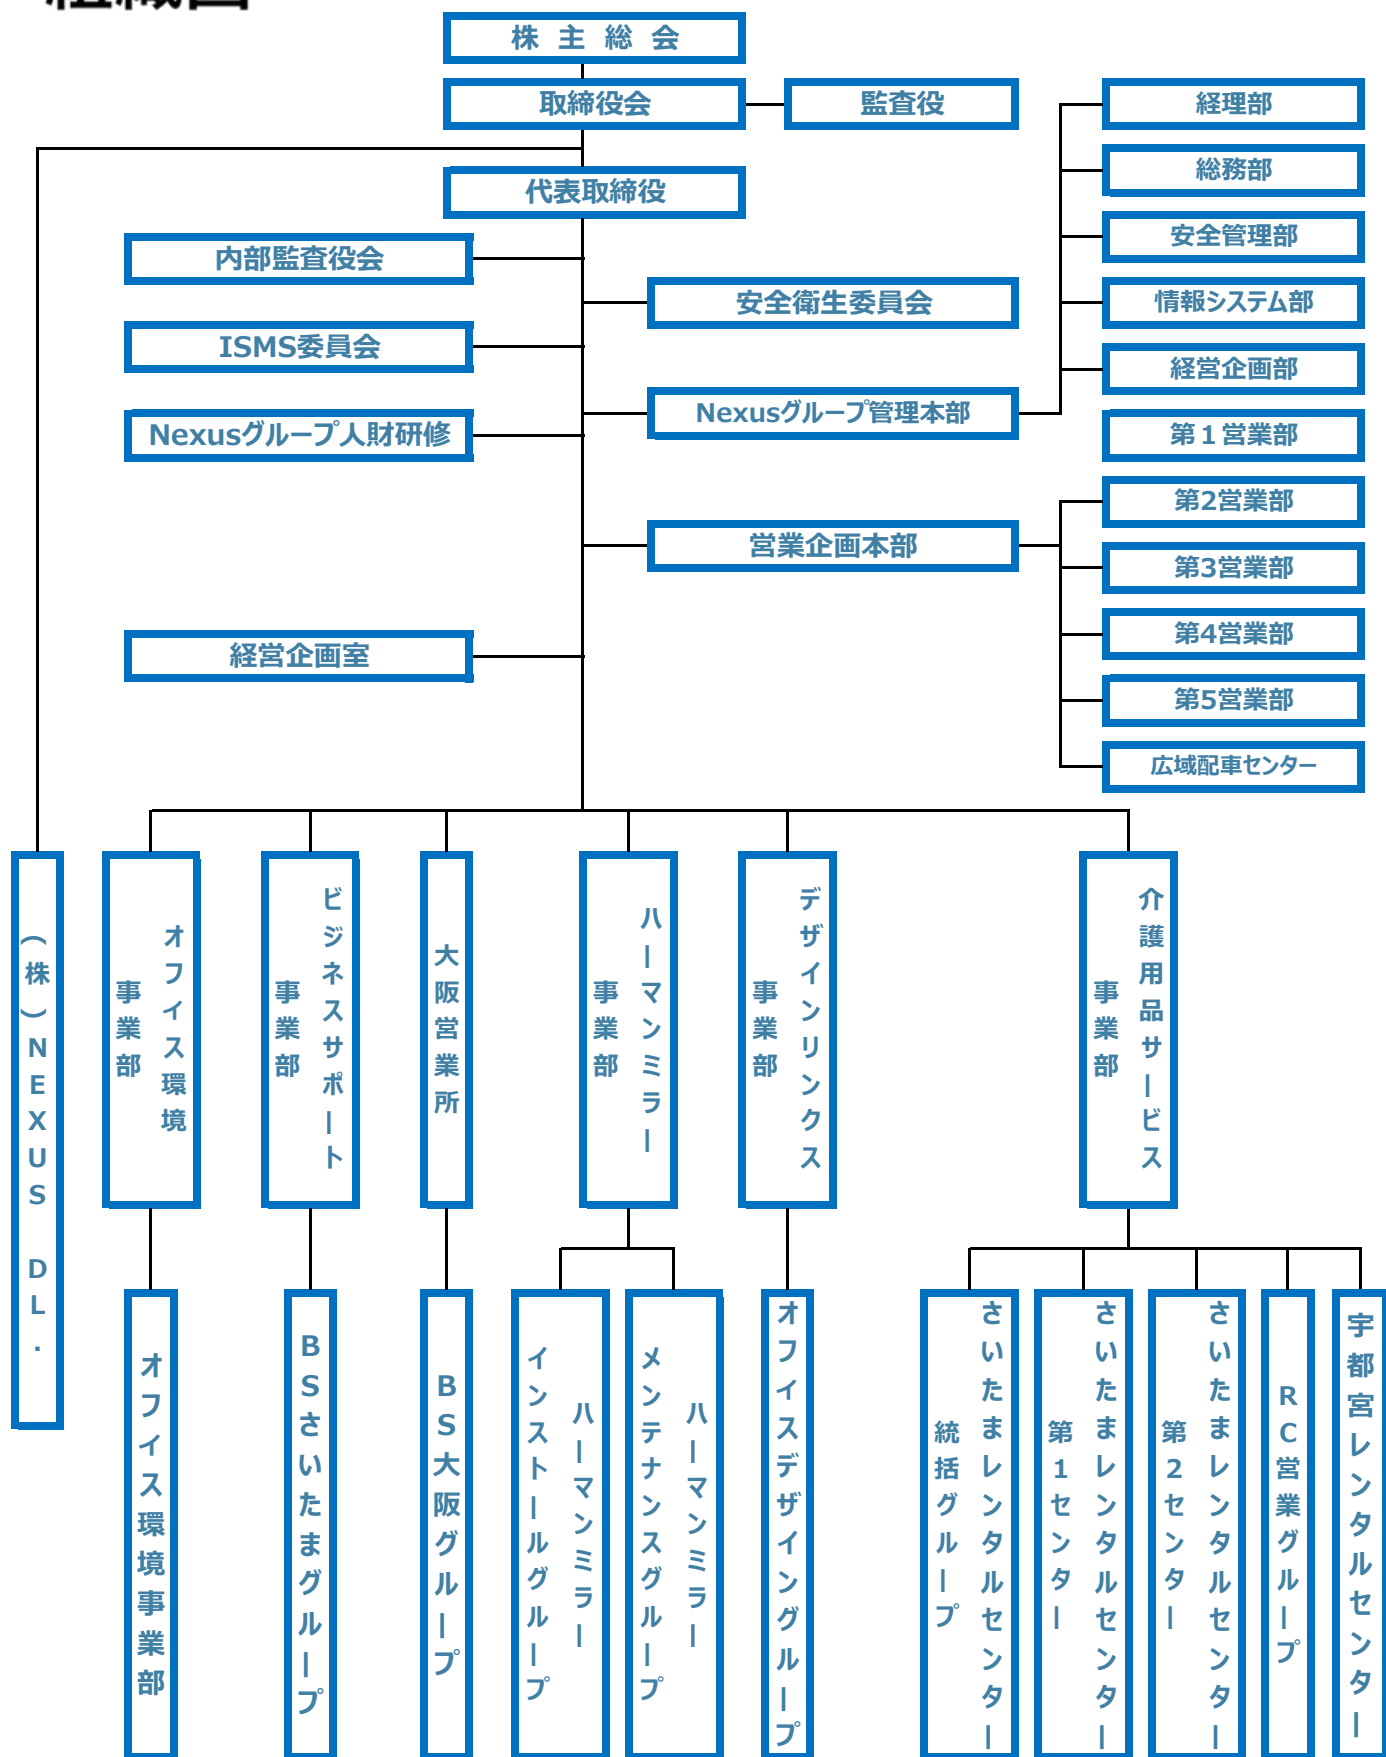 組織図
株主総会
取締役会
監査役
代表取締役
内部監査役会
安全衛生委員会
ISMS委員会
Nexusグループ管理本部
Nexusグループ人財研修
営業企画本部
経営企画室
経理部
総務部
安全管理部
情報システム部
経営企画部
第１営業部
第2営業部
第3営業部
第4営業部
第5営業部
広域配車センター
（株）NEXUS DL.
オフィス環境
事業部
ビジネスサポート
事業部
大阪営業所
ハーマンミラー
事業部
デザインリンクス
事業部
介護用品サービス
事業部
オフイス環境事業部
BSさいたまグループ
BS大阪グループ
ハーマンミラー
インストールグループ
ハーマンミラー
メンテナンスグループ
オフィスデザイングループ
さいたまレンタルセンター
統括グループ
さいたまレンタルセンター
第1センター
さいたまレンタルセンター
第2センター
RC営業グループ
宇都宮レンタルセンター